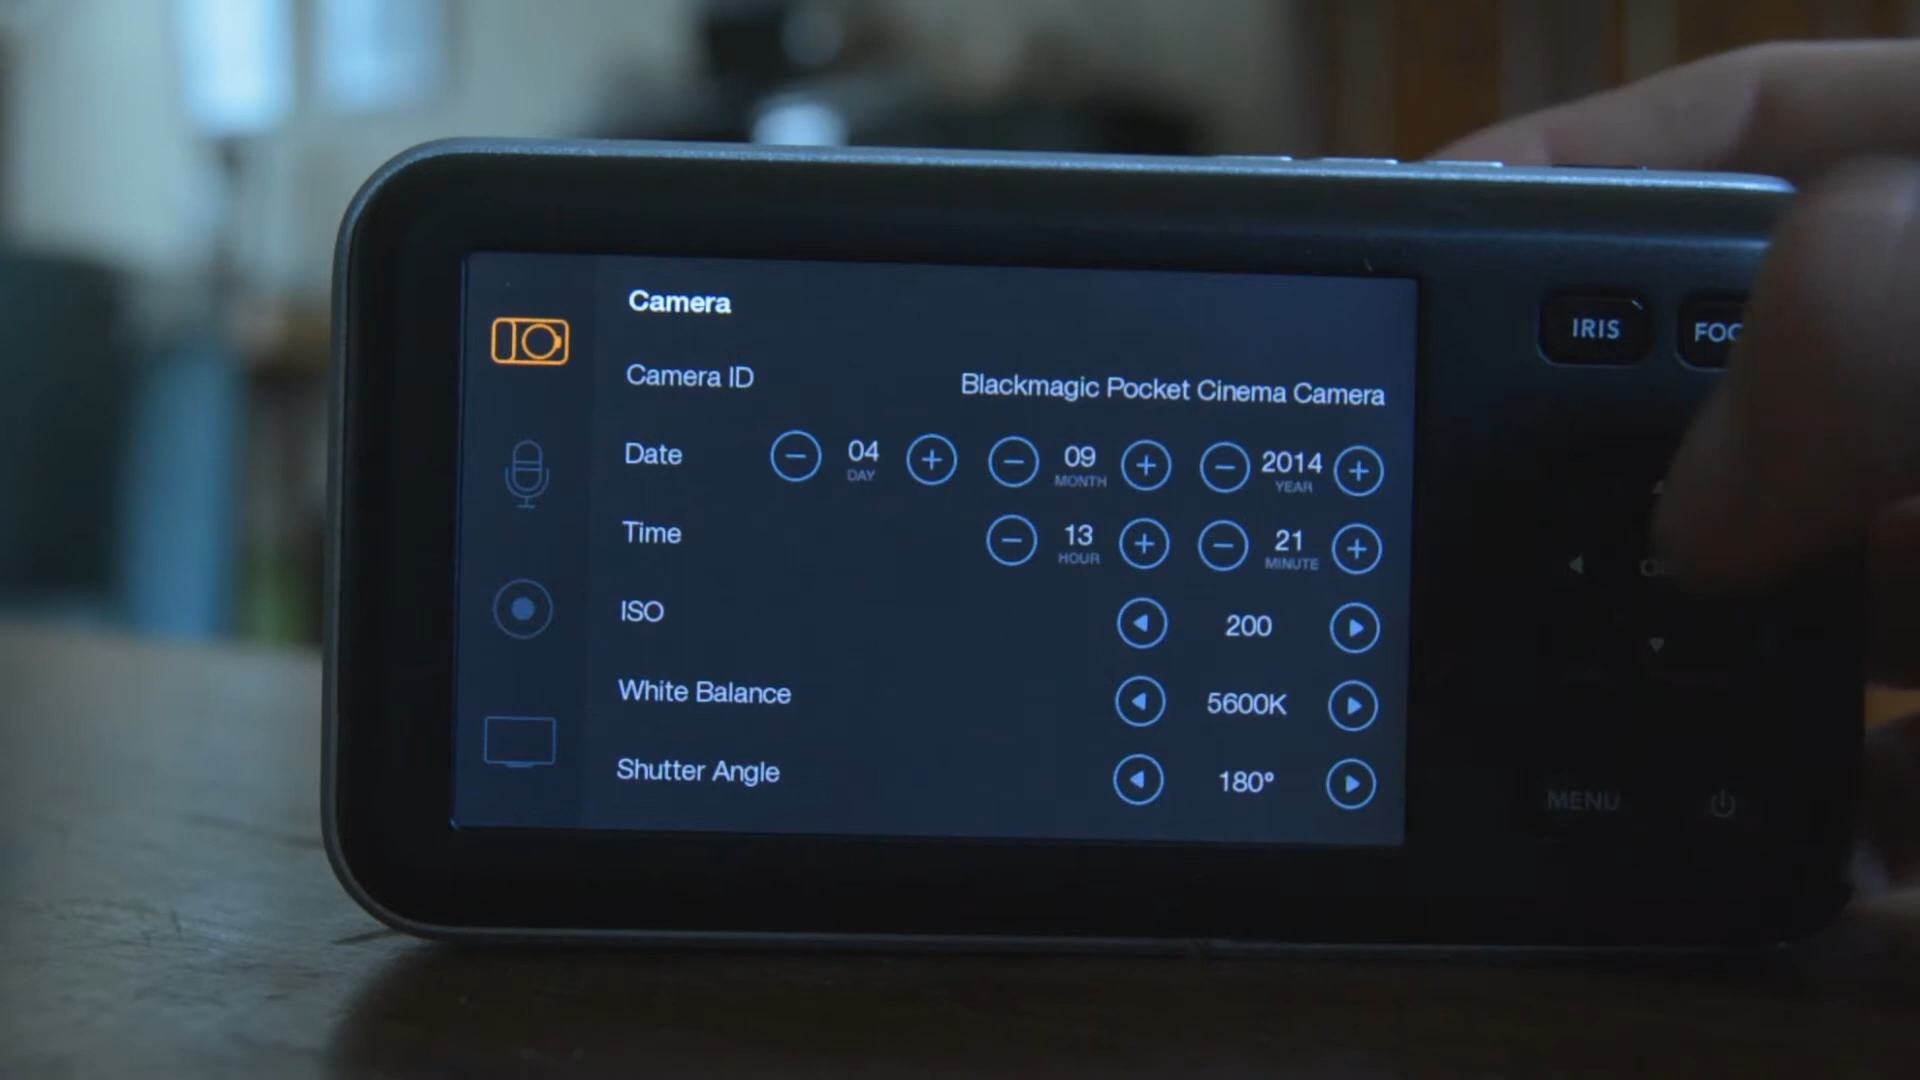 Camera
Camera ID Blackmagic Pocket Cinema Camera
Date 04 DAY 09 MONTH 2014 YEAR
Time 13 HOUR 21 MINUTE
ISO 200
White Balance 5600K
Shutter Angle 180°
IRIS FOC
MENU